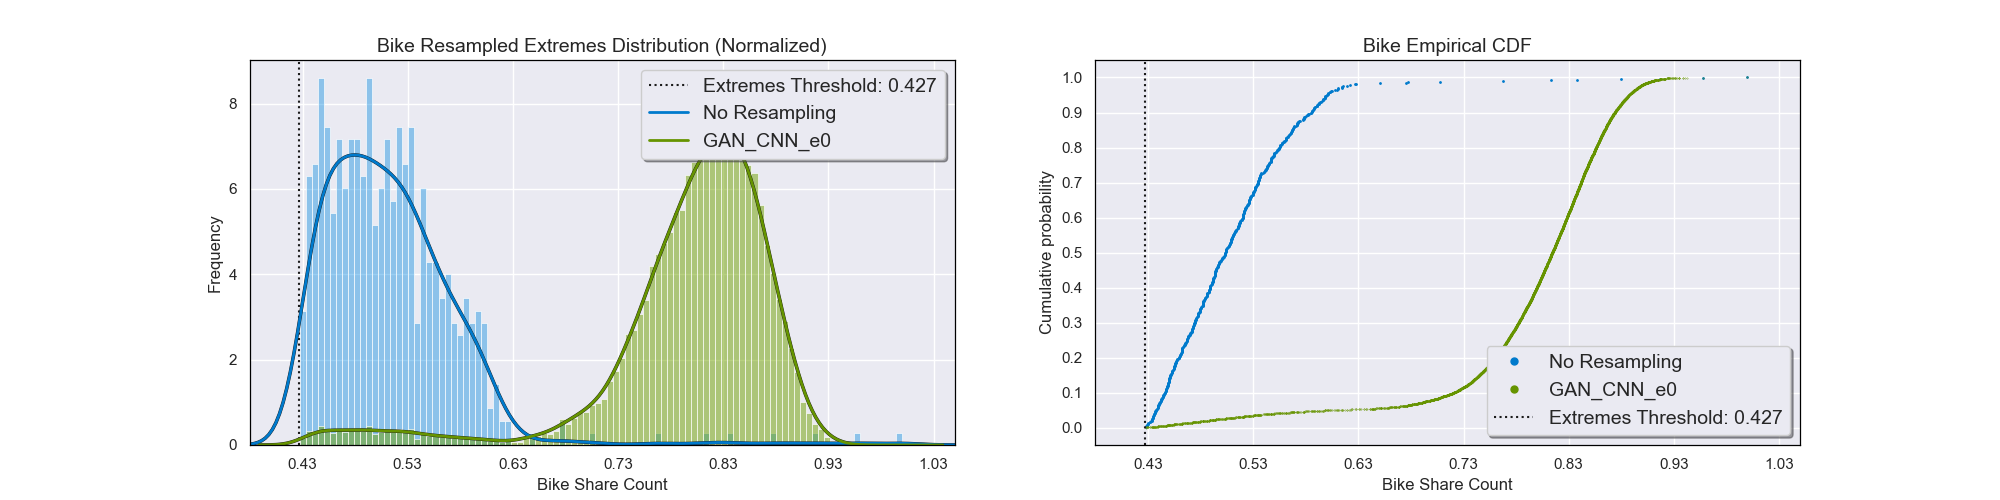 Bike Resampled Extremes Distribution (Normalized)
Frequency
8
6
4
2
0
Extremes Threshold: 0.427
No Resampling
GAN_CNN_e0
0.43 0.53 0.63 0.73 0.83 0.93 1.03
Bike Share Count
Bike Empirical CDF
Cumulative probability
1.0
0.9
0.8
0.7
0.6
0.5
0.4
0.3
0.2
0.1
0.0
No Resampling
GAN_CNN_e0
Extremes Threshold: 0.427
0.43 0.53 0.63 0.73 0.83 0.93 1.03
Bike Share Count